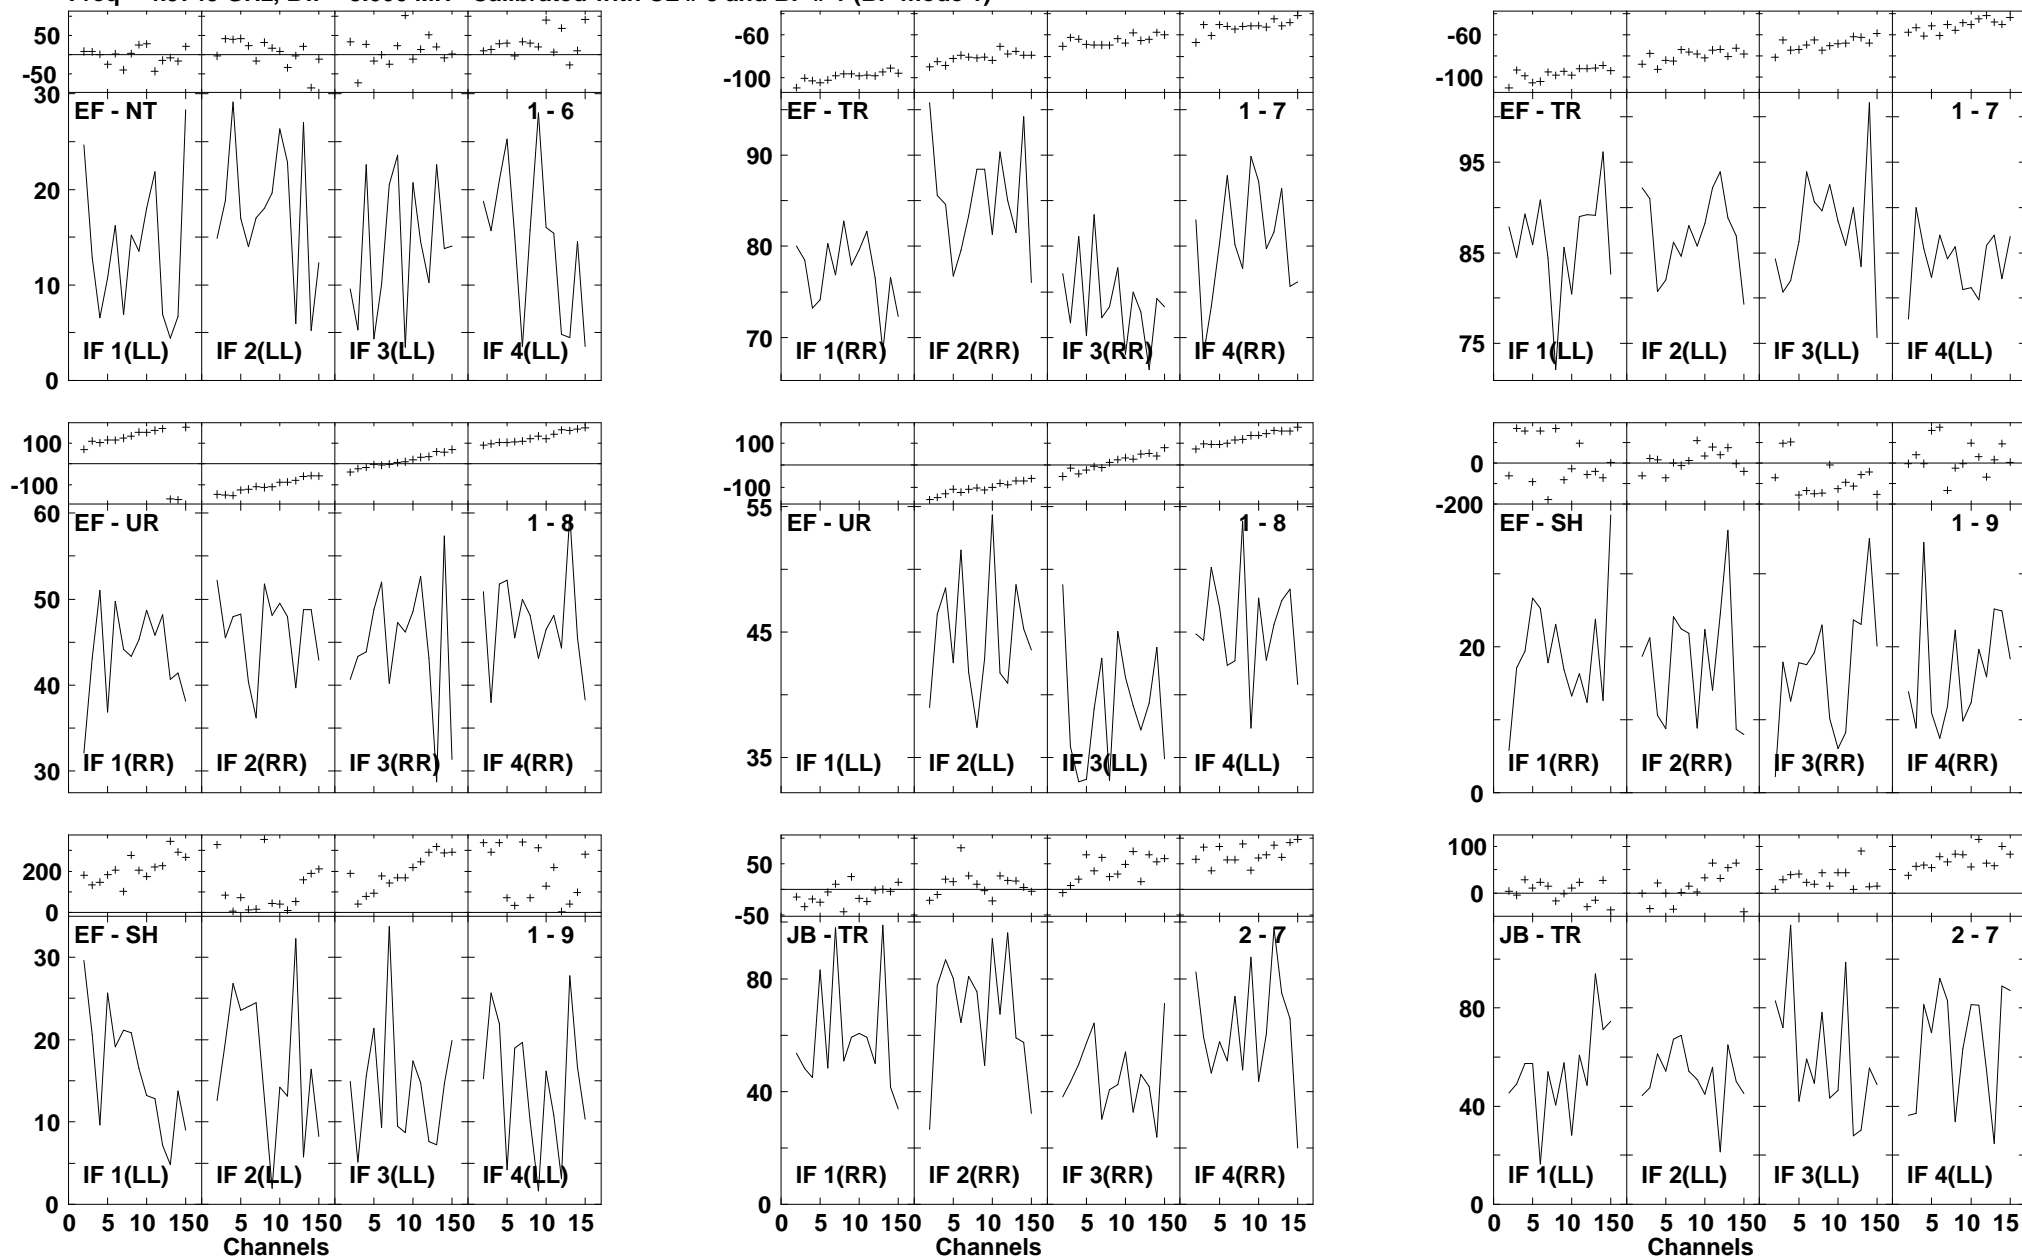 50 -60 -60
-50 -100 -100
30
EF - NT 1 - 6 EF - TR 1 - 7 EF - TR 1 - 7
90 95
20
80 85
10
70 75
IF 1(LL) IF 2(LL) IF 3(LL) IF 4(LL) IF 1(RR) IF 2(RR) IF 3(RR) IF 4(RR) IF 1(LL) IF 2(LL) IF 3(LL) IF 4(LL)
0
100 100
0
-100 -100
-200
60 55
EF - UR 1 - 8 EF - UR 1 - 8 EF - SH 1 - 9
50
45
20
40
30 35
IF 1(RR) IF 2(RR) IF 3(RR) IF 4(RR) IF 1(LL) IF 2(LL) IF 3(LL) IF 4(LL) IF 1(RR) IF 2(RR) IF 3(RR) IF 4(RR)
0
200 50 100
0 -50 0
EF - SH 1 - 9 JB - TR 2 - 7 JB - TR 2 - 7
30
80 80
20
40 40
10
IF 1(LL) IF 2(LL) IF 3(LL) IF 4(LL) IF 1(RR) IF 2(RR) IF 3(RR) IF 4(RR) IF 1(LL) IF 2(LL) IF 3(LL) IF 4(LL)
0 0 0
0 5 10 150 5 10 150 5 10 150 5 10 15 0 5 10 150 5 10 150 5 10 150 5 10 15 0 5 10 150 5 10 150 5 10 150 5 10 15
Channels Channels Channels